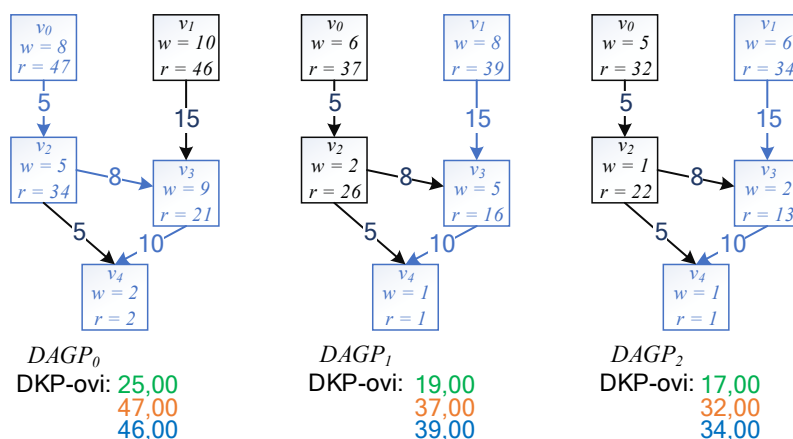 v0
w = 8
r = 47
v1
w = 10
r = 46
5
15
v2
w = 5
r = 34
8
v3
w = 9
r = 21
5
10
v4
w = 2
r = 2
DAGP0
DKP-ovi: 25,00
47,00
46,00
v0
w = 6
r = 37
v1
w = 8
r = 39
5
15
v2
w = 2
r = 26
8
v3
w = 5
r = 16
5
10
v4
w = 1
r = 1
DAGP1
DKP-ovi: 19,00
37,00
39,00
v0
w = 5
r = 32
v1
w = 6
r = 34
5
15
v2
w = 1
r = 22
8
v3
w = 2
r = 13
5
10
v4
w = 1
r = 1
DAGP2
DKP-ovi: 17,00
32,00
34,00